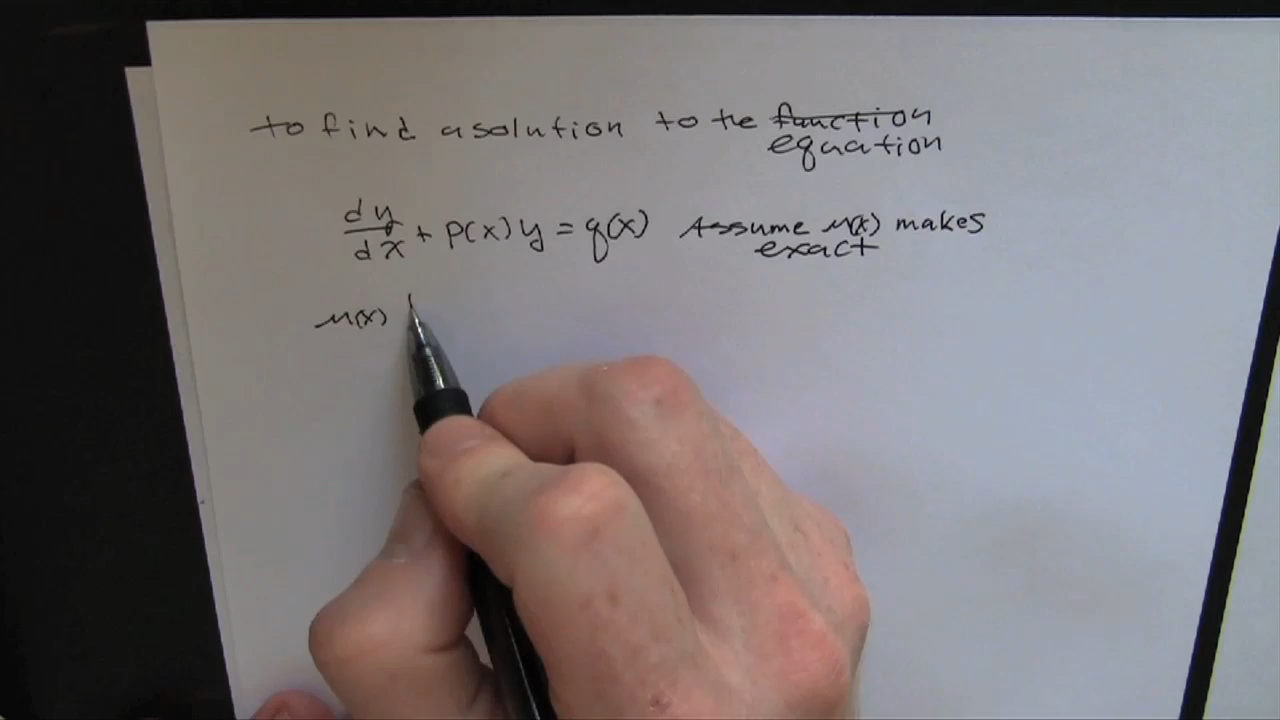 to find a solution to the function
equation
dy/dx + p(x) y = q(x) Assume μ(x) makes
exact
μ(x)